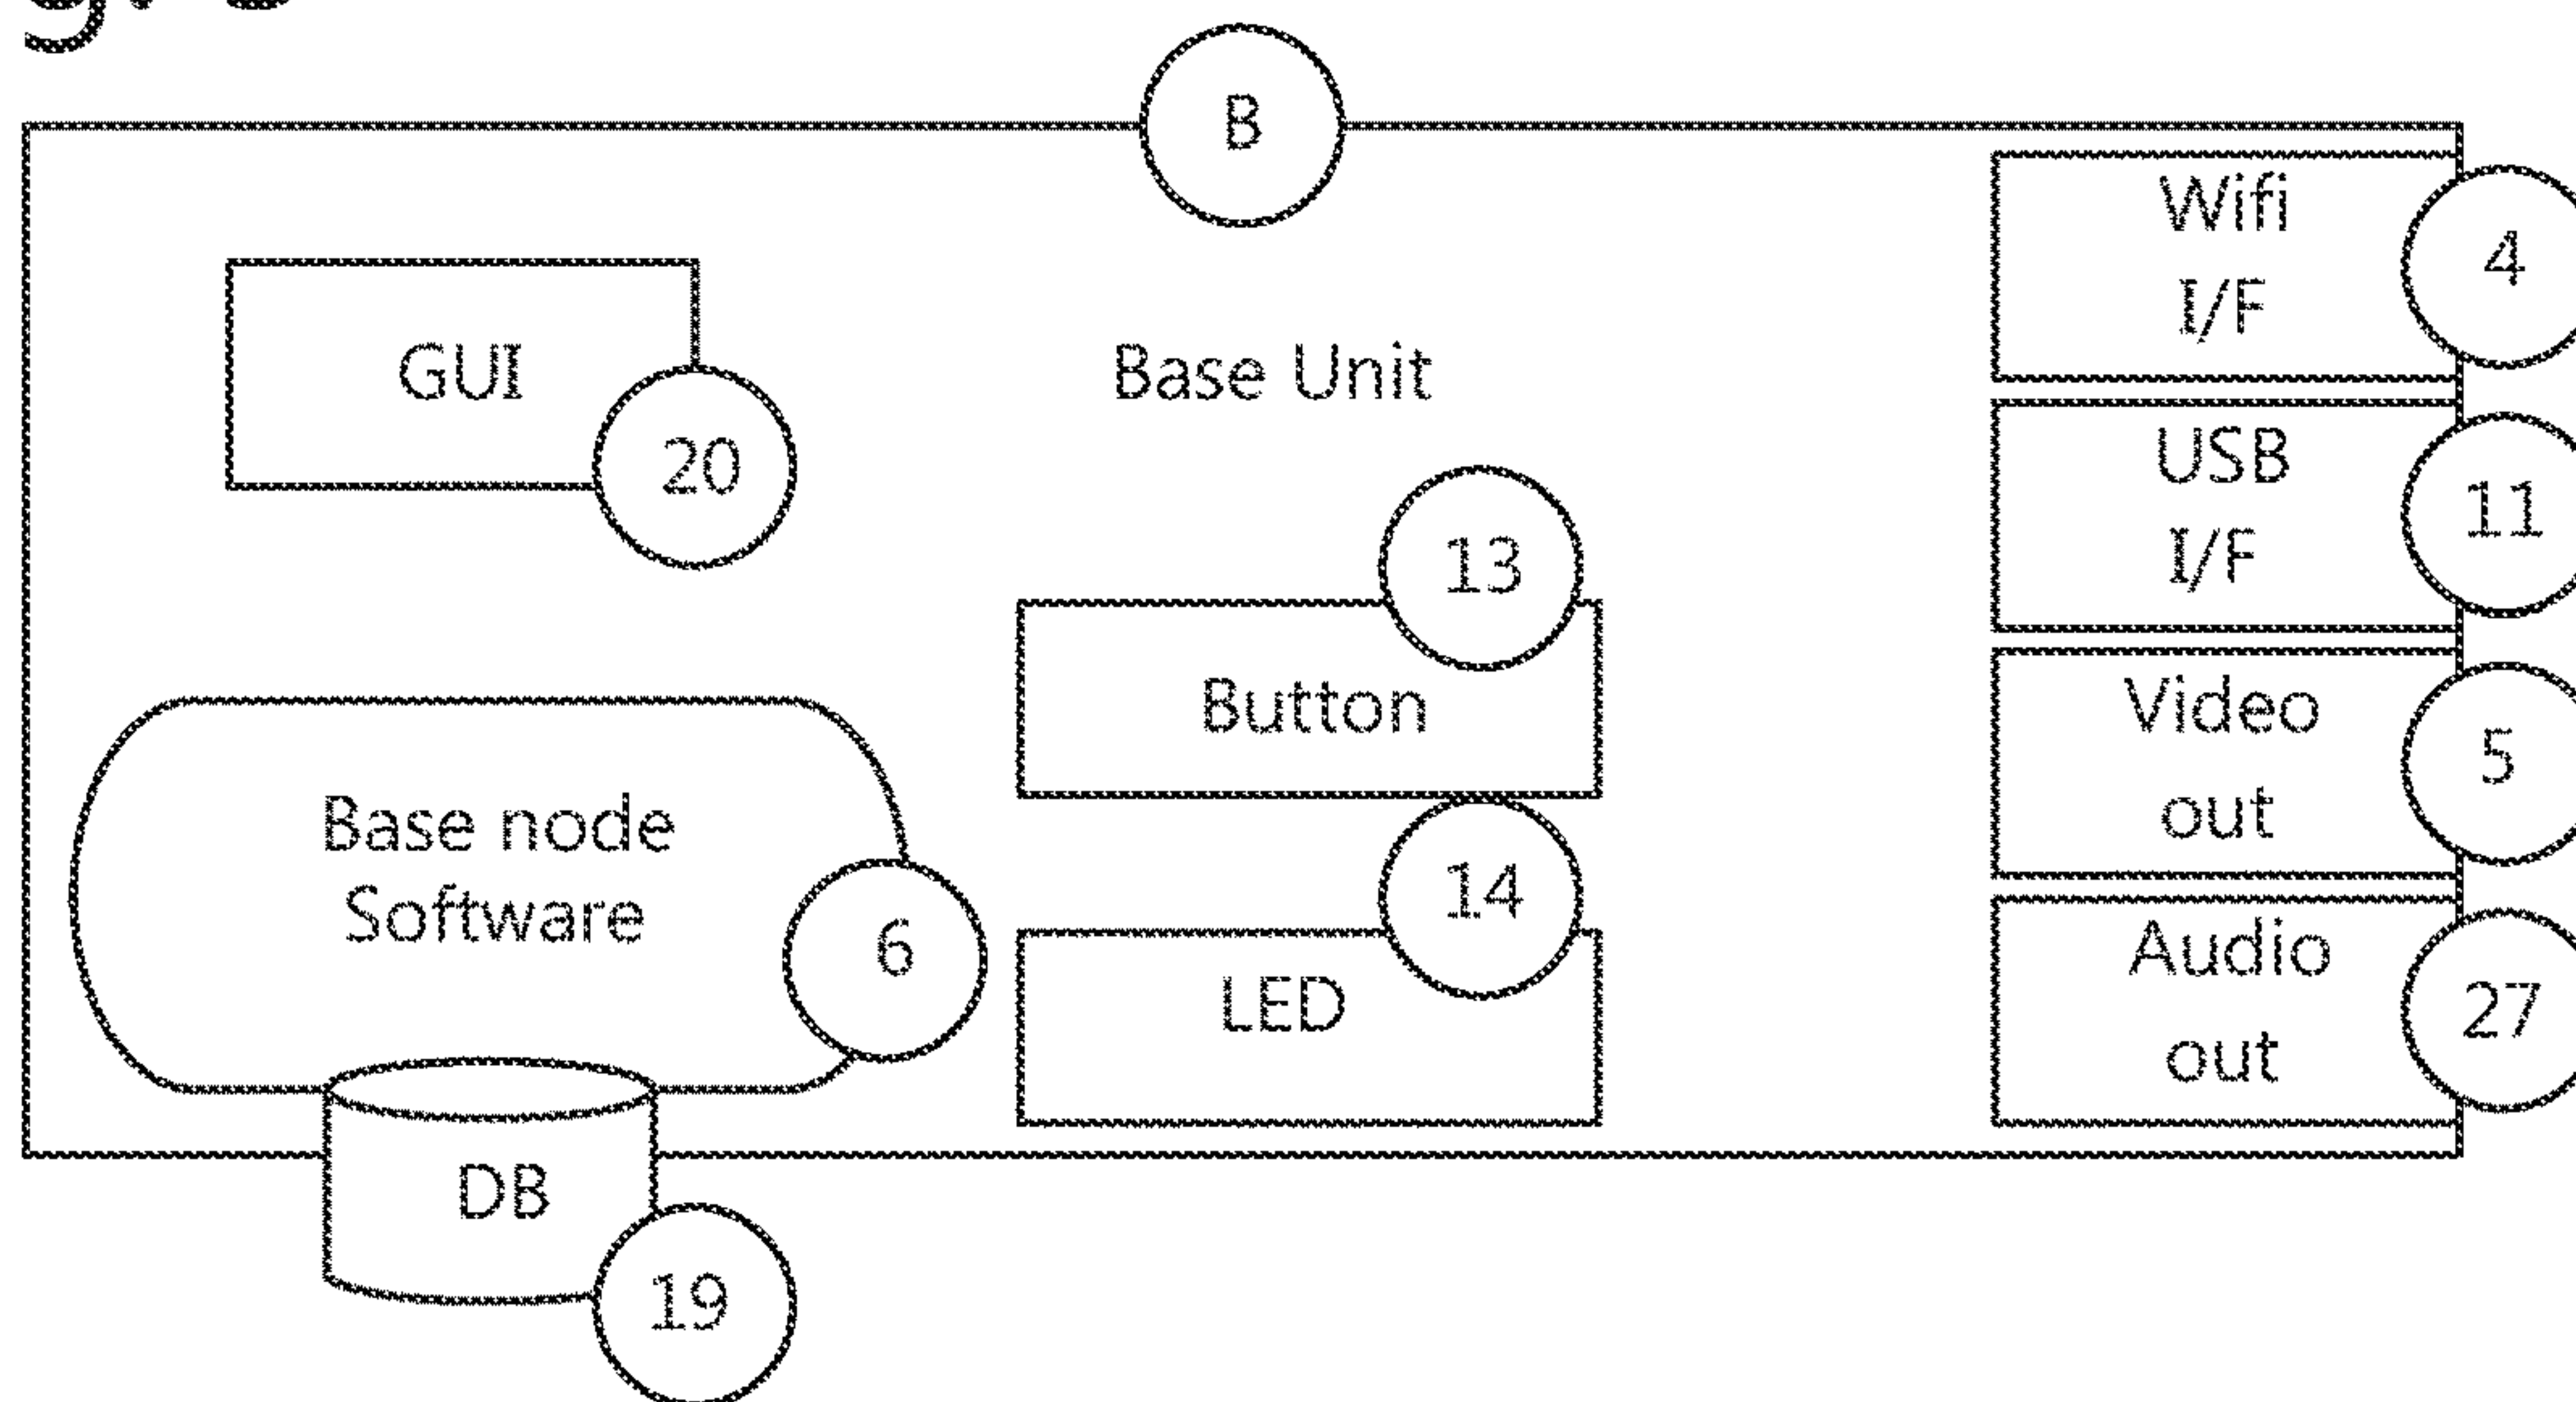 B
Wifi
I/F
4
GUI
20
Base Unit
USB
I/F
11
13
Button
Video
out
5
Base node
Software
6
14
LED
Audio
out
27
DB
19